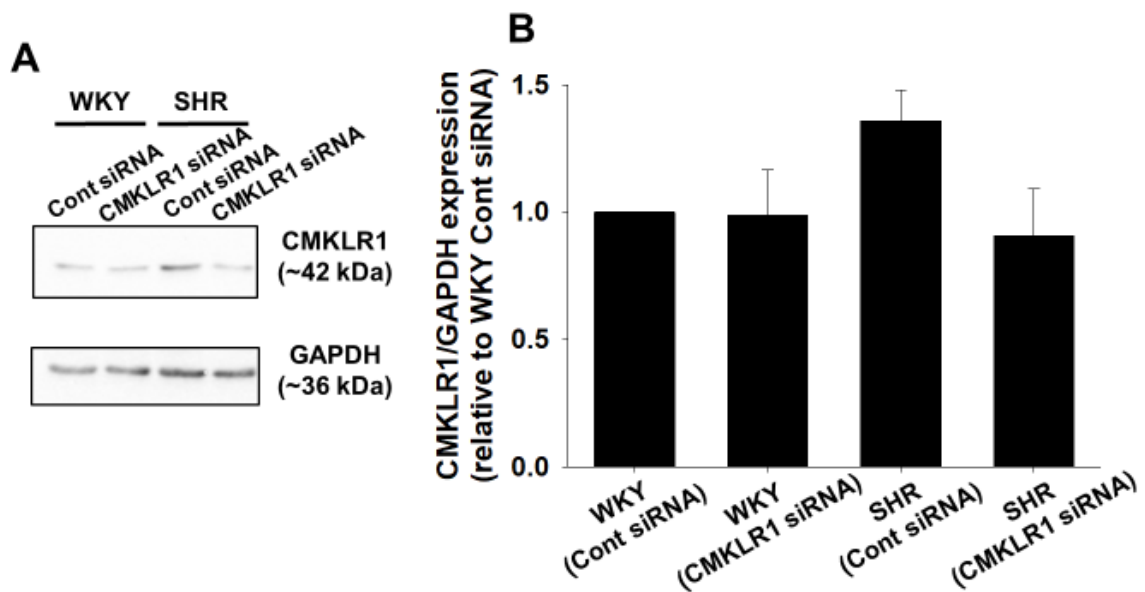 A
WKY SHR
Cont siRNA
CMKLR1 siRNA
Cont siRNA
CMKLR1 siRNA
CMKLR1
(~42 kDa)
GAPDH
(~36 kDa)
B
CMKLR1/GAPDH expression
(relative to WKY Cont siRNA)
1.5
1.0
0.5
0.0
WKY
(Cont siRNA)
WKY
(CMKLR1 siRNA)
SHR
(Cont siRNA)
SHR
(CMKLR1 siRNA)